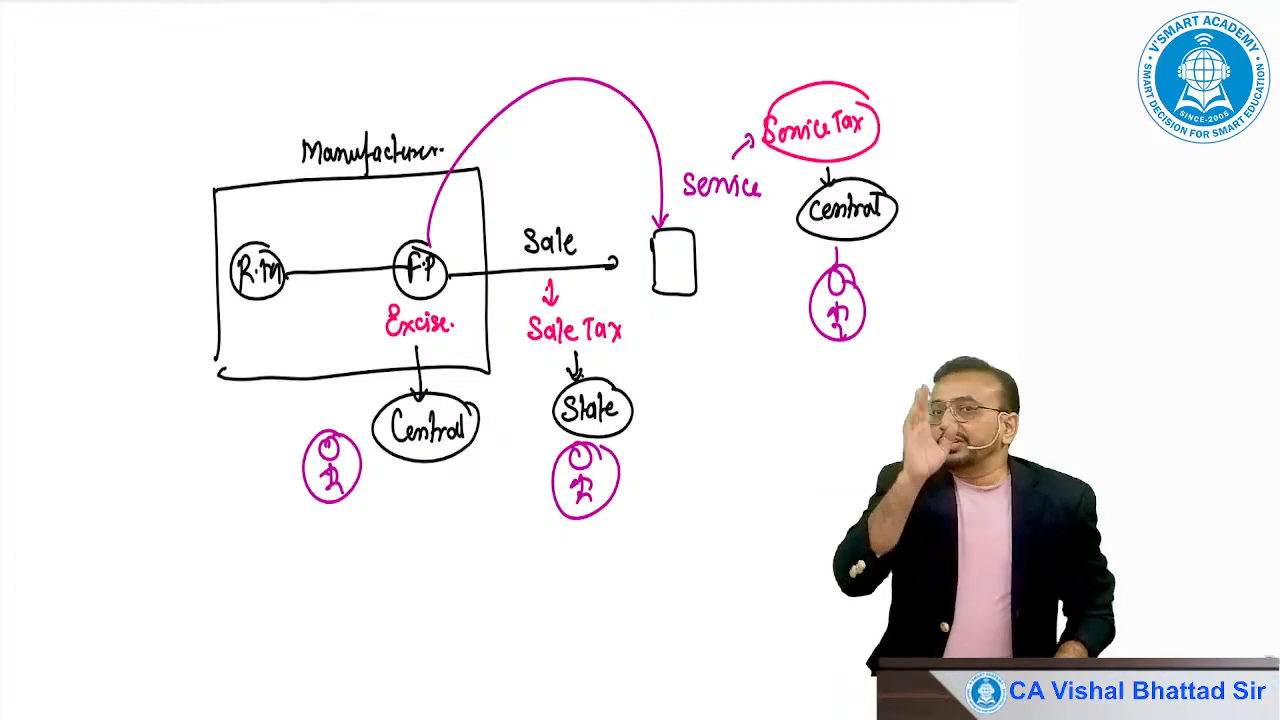 V'SMART ACADEMY
SINCE-2005
SMART DECISION FOR SMART EDUCATION
Manufacturer.
Service Tax
Service
Central
R.M
F.P
Sale
Excise.
Sale Tax
Central
State
CA Vishal Bhattad Sir